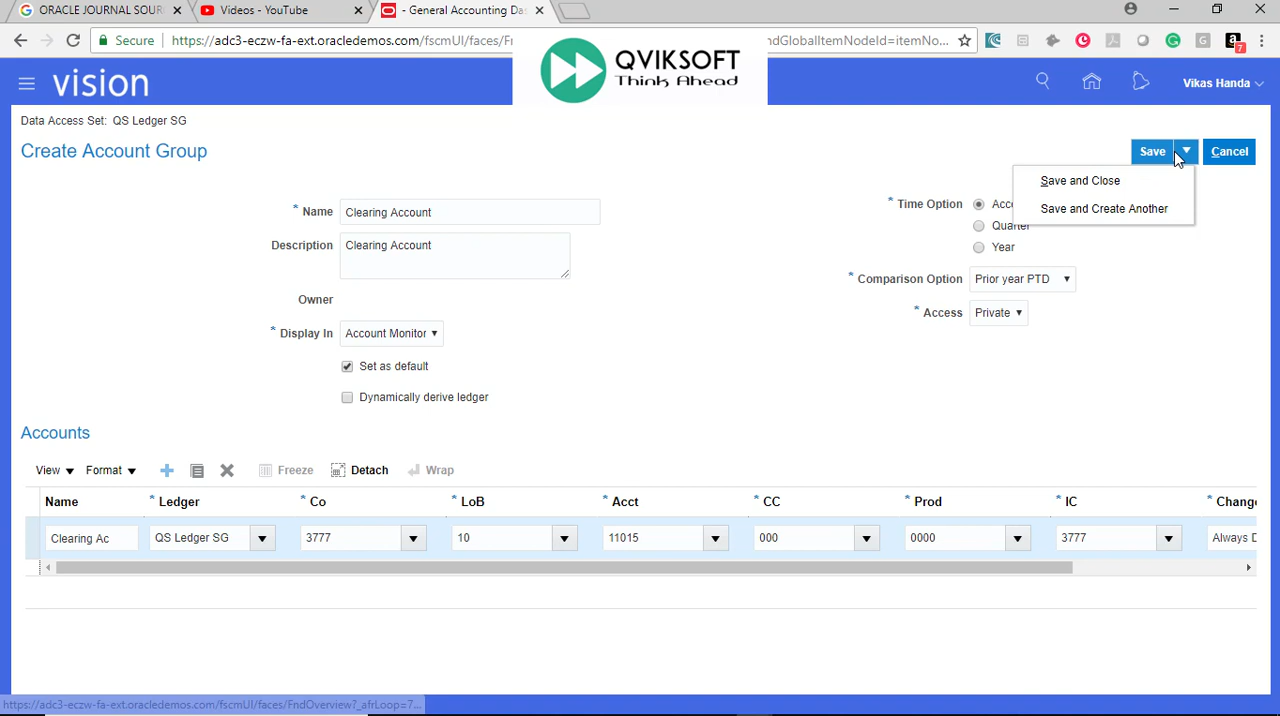 ORACLE JOURNAL SOUR
Videos - YouTube
- General Accounting Das
Secure
https://adc3-eczw-fa-ext.oracledemos.com/fscmUI/faces/Fr
ndGlobalItemNodeId=itemNo...
7
QVIKSOFT
Think Ahead
vision
Vikas Handa
Data Access Set: QS Ledger SG
Create Account Group
Save
Cancel
Save and Close
Save and Create Another
* Name
Clearing Account
Description
Clearing Account
Owner
* Display In
Account Monitor
Set as default
Dynamically derive ledger
* Time Option
Acc
Quarter
Year
* Comparison Option
Prior year PTD
* Access
Private
Accounts
View
Format
Freeze
Detach
Wrap
Name * Ledger * Co * LoB * Acct * CC * Prod * IC * Change
Clearing Ac QS Ledger SG 3777 10 11015 000 0000 3777 Always D
https://adc3-eczw-fa-ext.oracledemos.com/fscmUI/faces/FndOverview?_afrLoop=7...